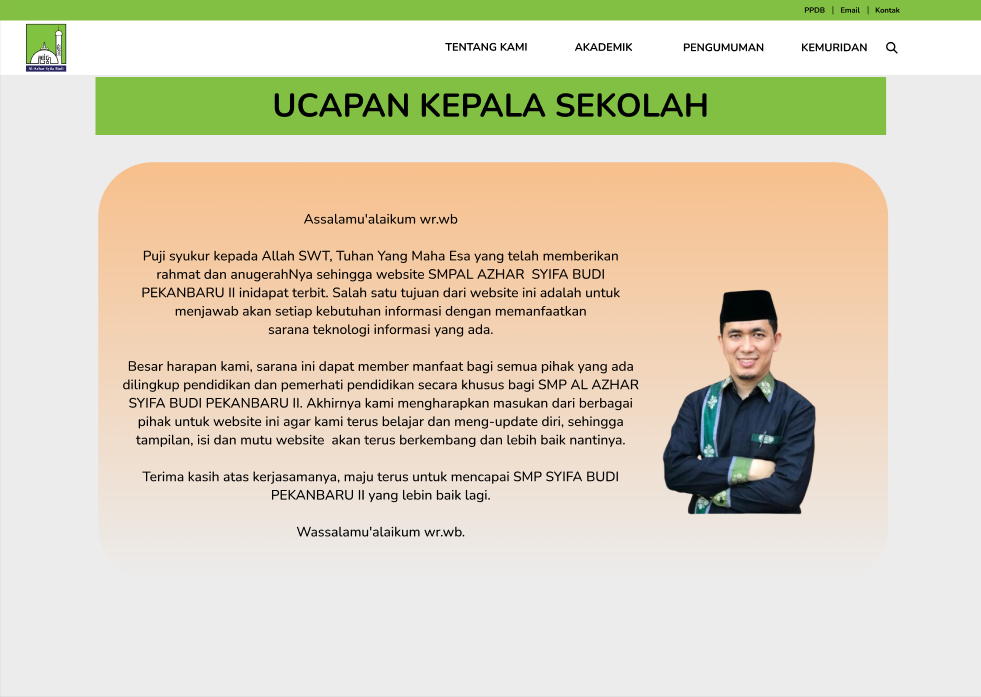 PPDB | Email | Kontak
Al Azhar Syifa Budi
TENTANG KAMI AKADEMIK PENGUMUMAN KEMURIDAN
UCAPAN KEPALA SEKOLAH
Assalamu'alaikum wr.wb
Puji syukur kepada Allah SWT, Tuhan Yang Maha Esa yang telah memberikan
rahmat dan anugerahNya sehingga website SMPAL AZHAR  SYIFA BUDI
PEKANBARU II inidapat terbit. Salah satu tujuan dari website ini adalah untuk
menjawab akan setiap kebutuhan informasi dengan memanfaatkan
sarana teknologi informasi yang ada.
Besar harapan kami, sarana ini dapat member manfaat bagi semua pihak yang ada
dilingkup pendidikan dan pemerhati pendidikan secara khusus bagi SMP AL AZHAR
SYIFA BUDI PEKANBARU II. Akhirnya kami mengharapkan masukan dari berbagai
pihak untuk website ini agar kami terus belajar dan meng-update diri, sehingga
tampilan, isi dan mutu website  akan terus berkembang dan lebih baik nantinya.
Terima kasih atas kerjasamanya, maju terus untuk mencapai SMP SYIFA BUDI
PEKANBARU II yang lebin baik lagi.
Wassalamu'alaikum wr.wb.